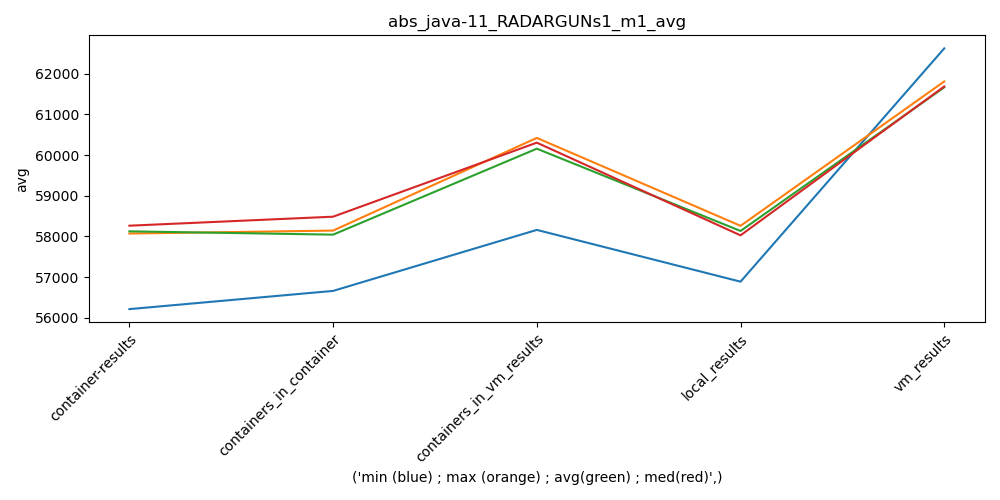 abs_java-11_RADARGUNs1_m1_avg
avg
62000
61000
60000
59000
58000
57000
56000
container-results
containers_in_container
containers_in_vm_results
local_results
vm_results
('min (blue) ; max (orange) ; avg(green) ; med(red)',)